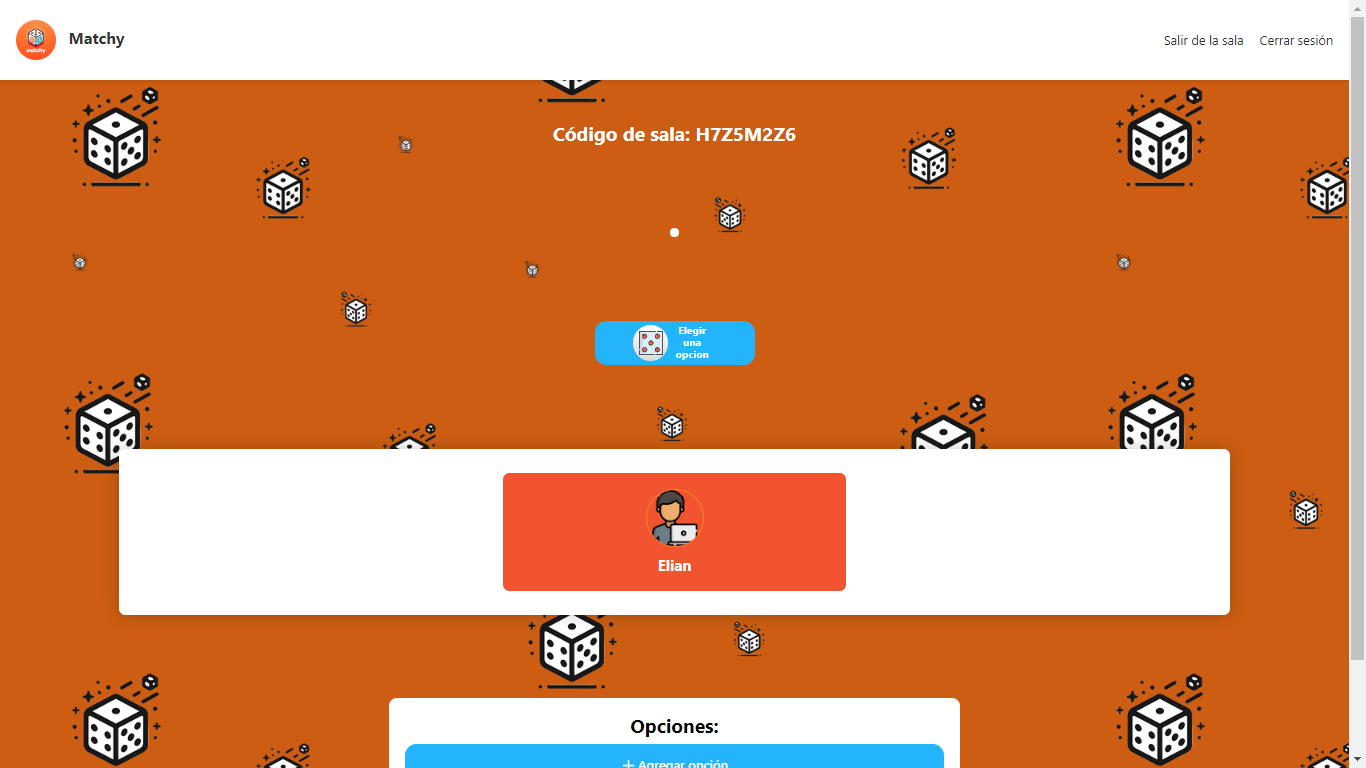 matchy
Matchy
Salir de la sala
Cerrar sesión
Código de sala: H7Z5M2Z6
Elegir
una
opcion
Elian
Opciones:
+ Agregar opción